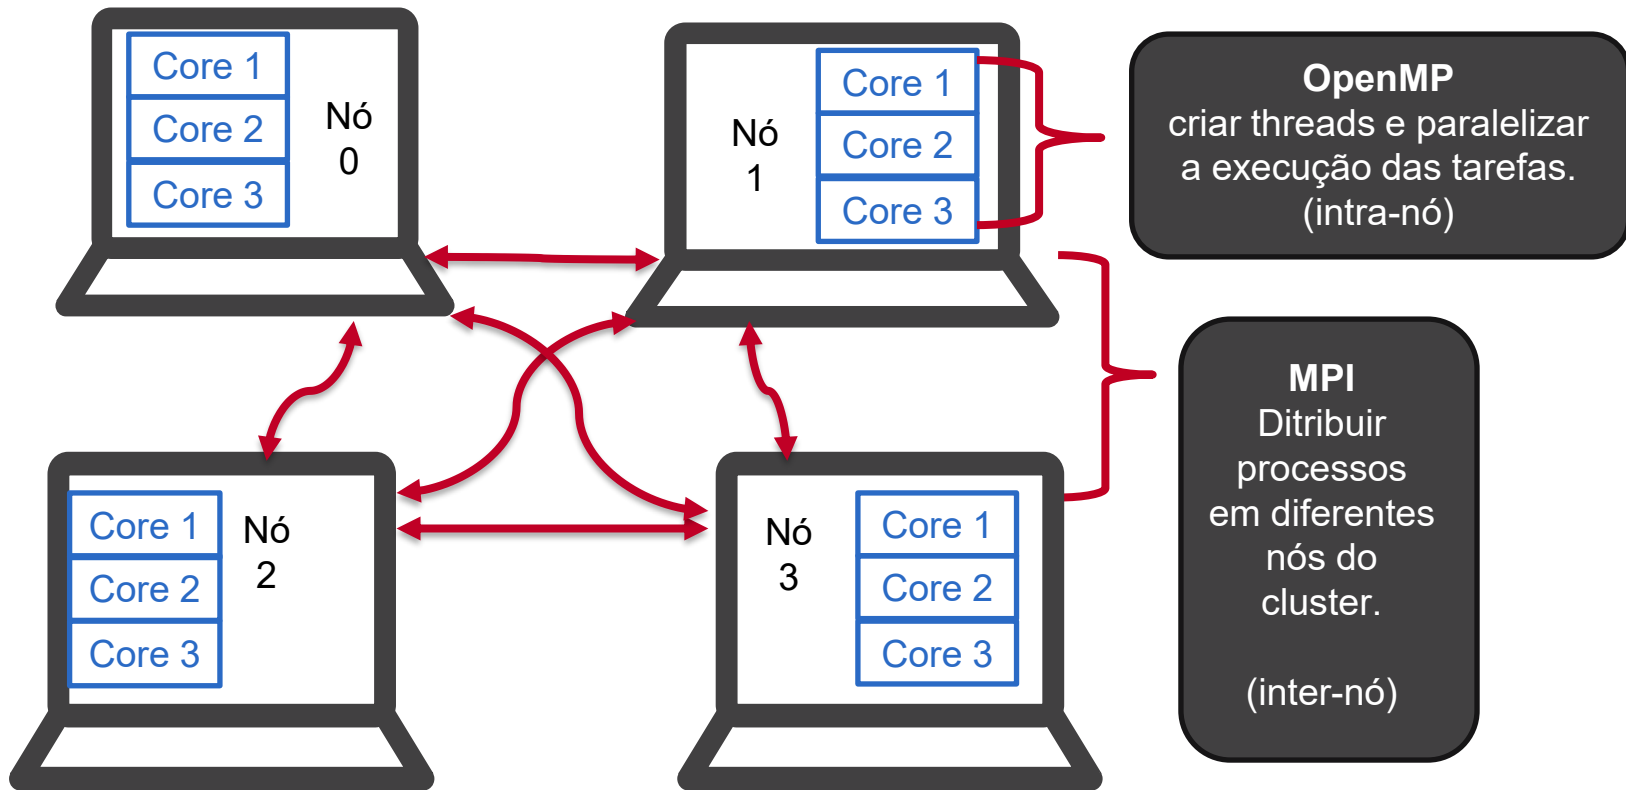 Core 1
Core 2
Core 3
Nó
0
Nó
1
Core 1
Core 2
Core 3
OpenMP
criar threads e paralelizar
a execução das tarefas.
(intra-nó)
MPI
Ditribuir
processos
em diferentes
nós do
cluster.
(inter-nó)
Core 1
Core 2
Core 3
Nó
2
Nó
3
Core 1
Core 2
Core 3